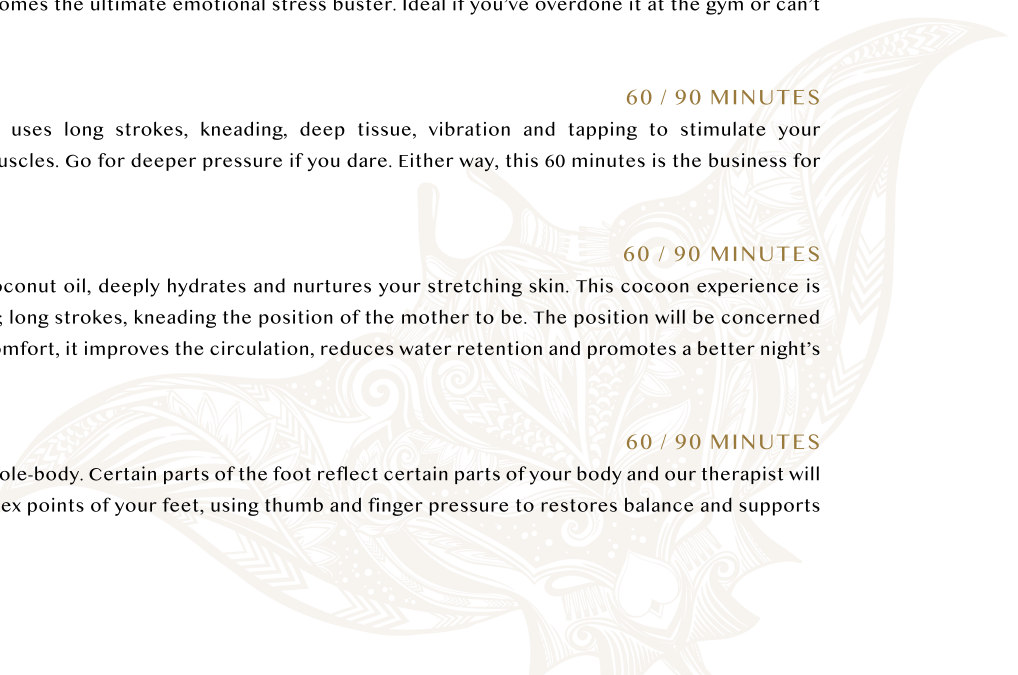 omes the ultimate emotional stress buster. Ideal if you’ve overdone it at the gym or can’t
60 / 90 MINUTES
uses long strokes, kneading, deep tissue, vibration and tapping to stimulate your
uscles. Go for deeper pressure if you dare. Either way, this 60 minutes is the business for
60 / 90 MINUTES
oconut oil, deeply hydrates and nurtures your stretching skin. This cocoon experience is
; long strokes, kneading the position of the mother to be. The position will be concerned
omfort, it improves the circulation, reduces water retention and promotes a better night’s
60 / 90 MINUTES
ole-body. Certain parts of the foot reflect certain parts of your body and our therapist will
ex points of your feet, using thumb and finger pressure to restores balance and supports